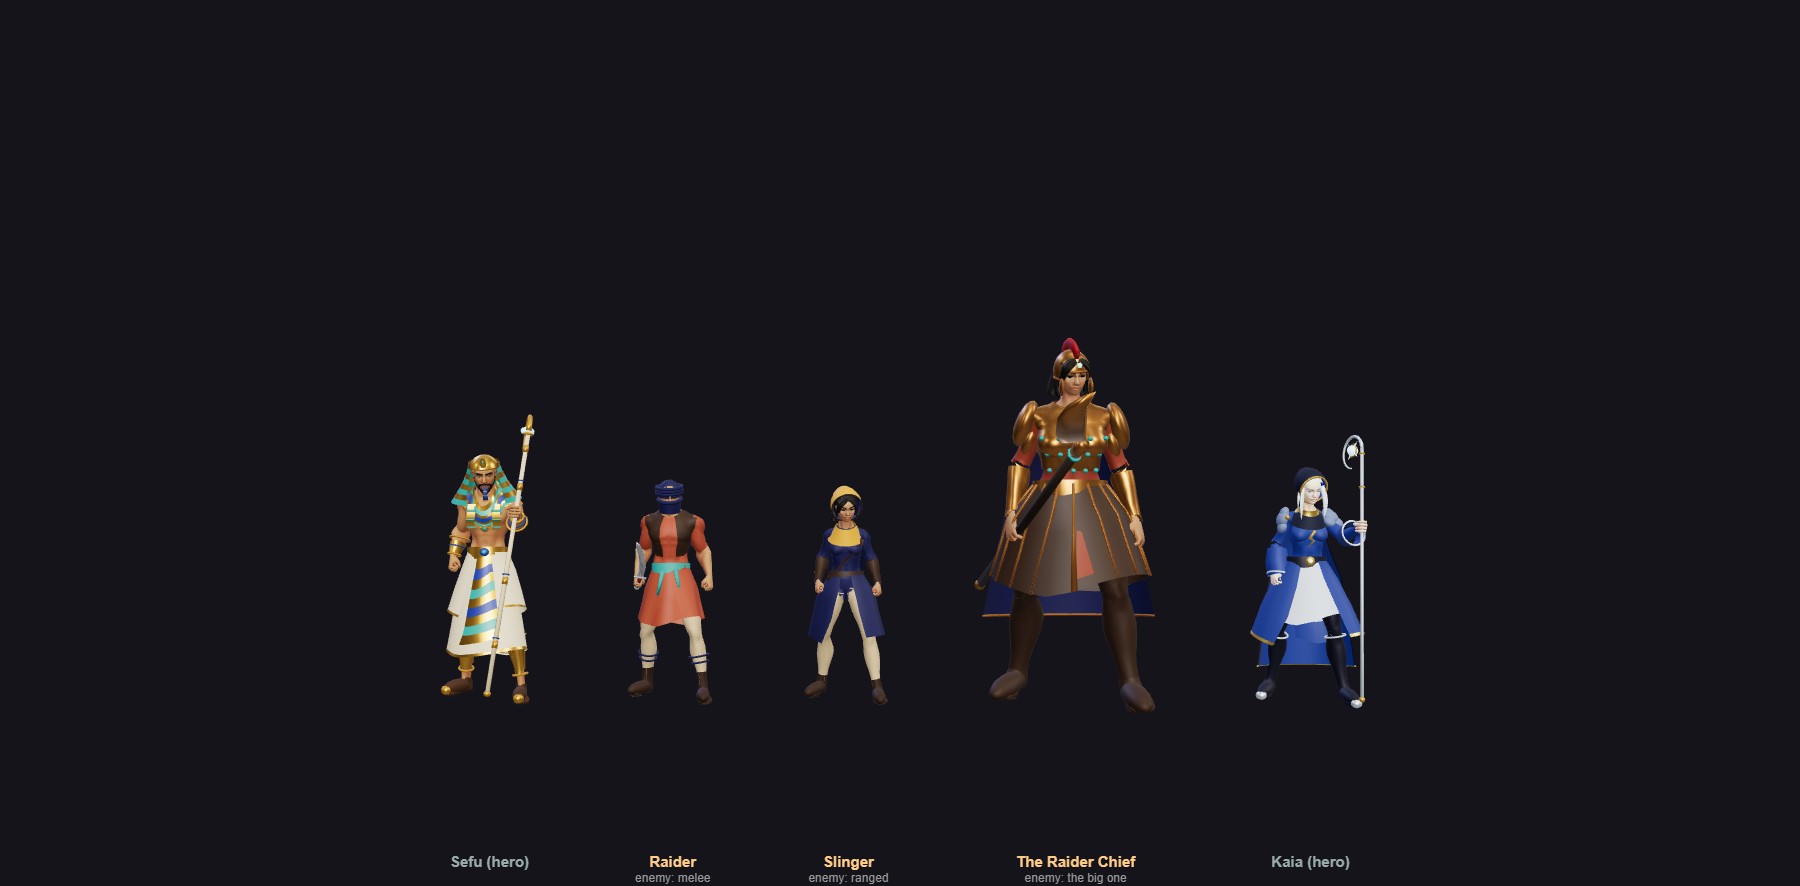 Sefu (hero)
Raider
enemy: melee
Slinger
enemy: ranged
The Raider Chief
enemy: the big one
Kaia (hero)